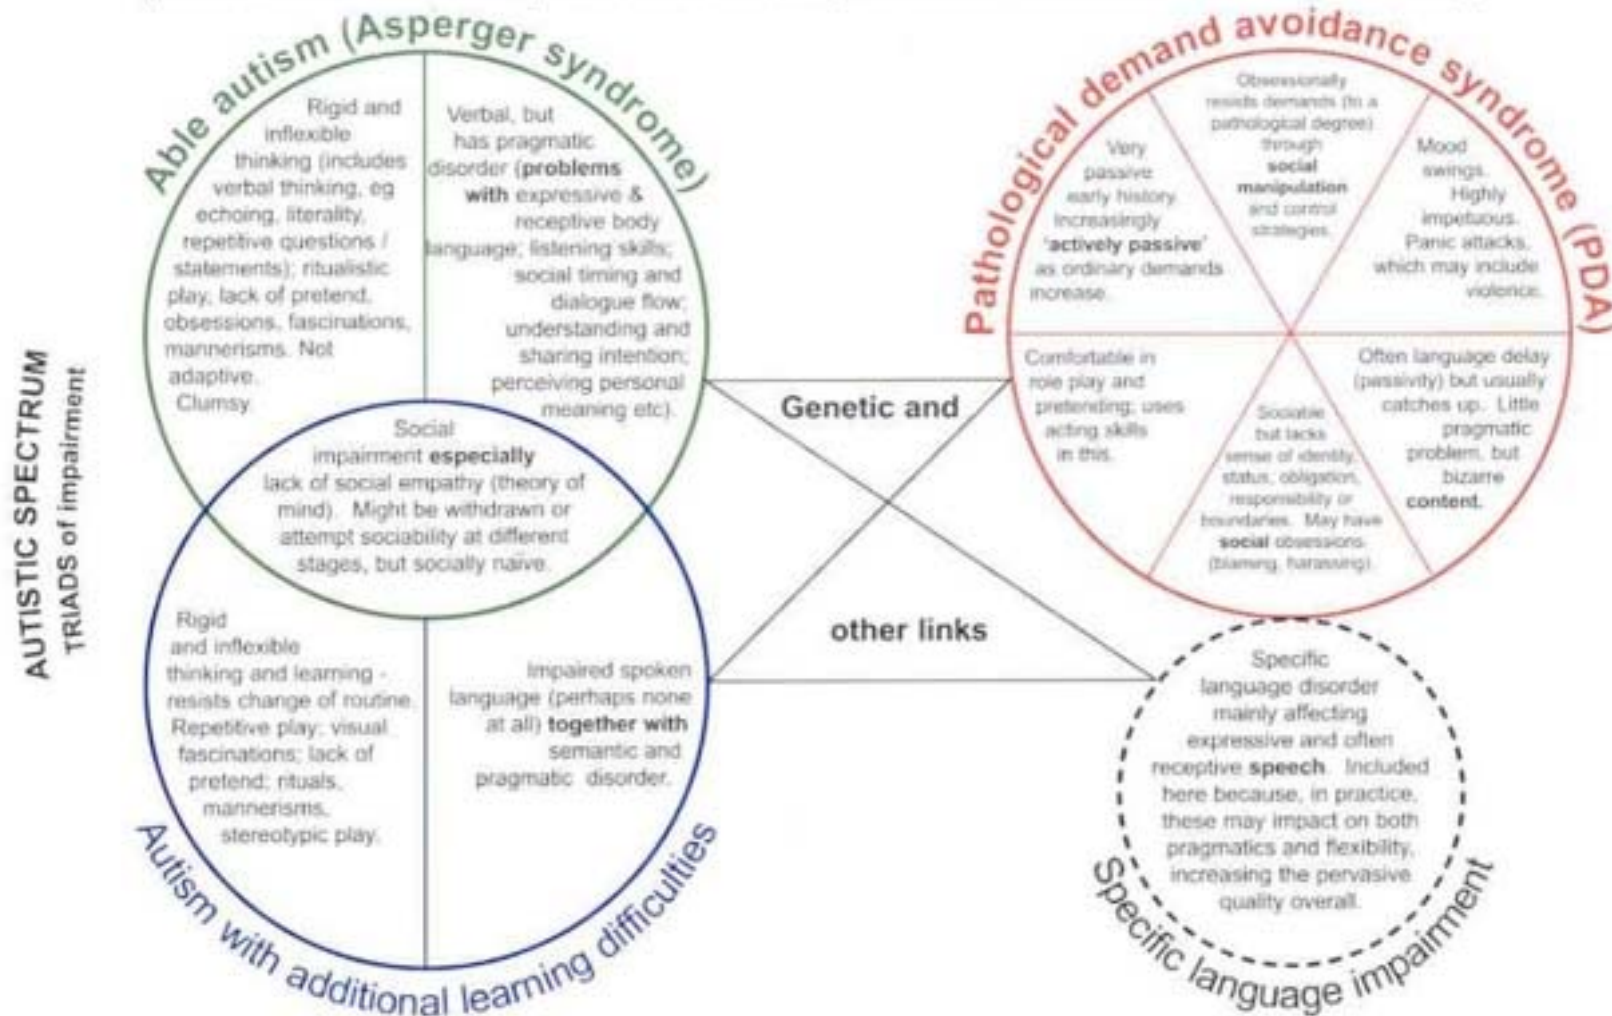 Able autism (Asperger syndrome)
Rigid and
inflexible
thinking (includes
verbal thinking, eg
echoing, literality,
repetitive questions /
statements); ritualistic
play, lack of pretend,
obsessions, fascinations,
mannerisms. Not
adaptive.
Clumsy.
Verbal, but
has pragmatic
disorder (problems
with expressive &
receptive body
language; listening skills;
social timing and
dialogue flow;
understanding and
sharing intention;
perceiving personal
meaning etc).
Social
impairment especially
lack of social empathy (theory of
mind). Might be withdrawn or
attempt sociability at different
stages, but socially naïve.
AUTISTIC SPECTRUM
TRIADS of impairment
Rigid
and inflexible
thinking and learning -
resists change of routine.
Repetitive play; visual
fascinations; lack of
pretend; rituals,
mannerisms,
stereotypic play.
Impaired spoken
language (perhaps none
at all) together with
semantic and
pragmatic disorder.
Autism with additional learning difficulties
Genetic and
other links
Pathological demand avoidance syndrome (PDA)
Very
passive
early history.
Increasingly
'actively passive'
as ordinary demands
increase.
Obsessionally
resists demands (to a
pathological degree)
through
social
manipulation
and control
strategies.
Mood
swings.
Highly
impetuous.
Panic attacks,
which may include
violence.
Comfortable in
role play and
pretending; uses
acting skills
in this.
Sociable
but lacks
sense of identity,
status, obligation,
responsibility or
boundaries. May have
social obsessions
(blaming, harassing).
Often language delay
(passivity) but usually
catches up. Little
pragmatic
problem, but
bizarre
content.
Specific
language disorder
mainly affecting
expressive and often
receptive speech. Included
here because, in practice,
these may impact on both
pragmatics and flexibility,
increasing the pervasive
quality overall.
Specific language impairment